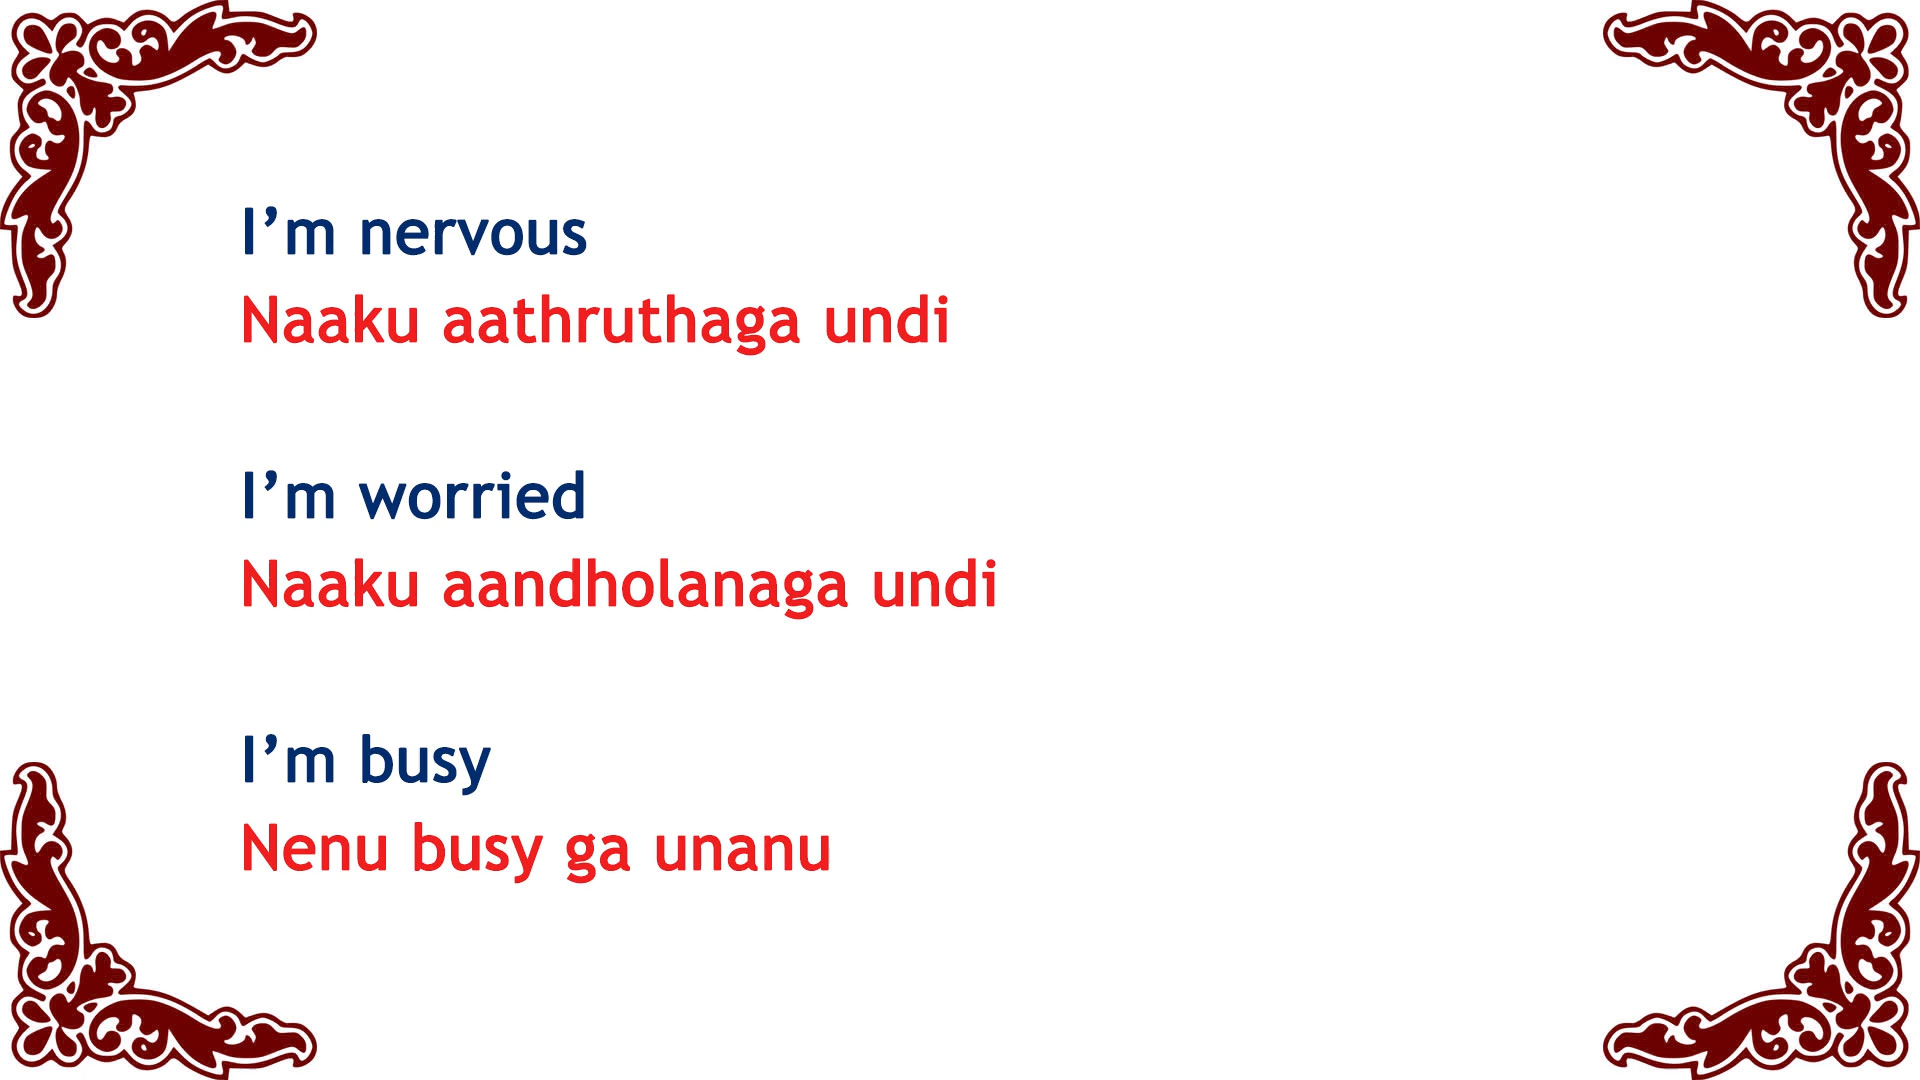 I’m nervous
Naaku aathruthaga undi
I’m worried
Naaku aandholanaga undi
I’m busy
Nenu busy ga unanu